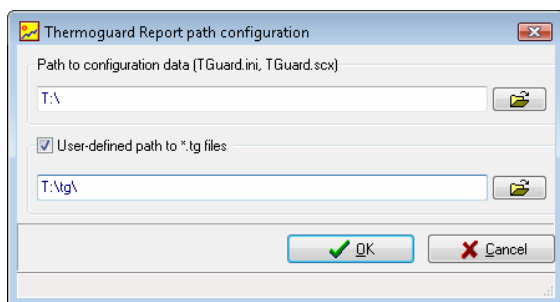 Thermoguard Report path configuration
Path to configuration data (TGuard.ini, TGuard.scx)
T:\
User-defined path to *.tg files
T:\tg\
OK
Cancel